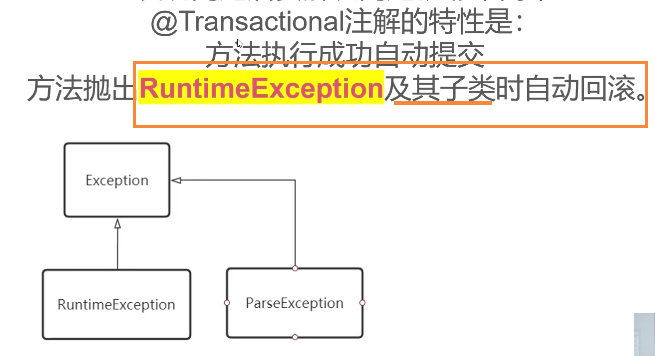 @Transactional注解的特性是：
方法执行成功自动提交
方法抛出RuntimeException及其子类时自动回滚。
Exception
RuntimeException
ParseException